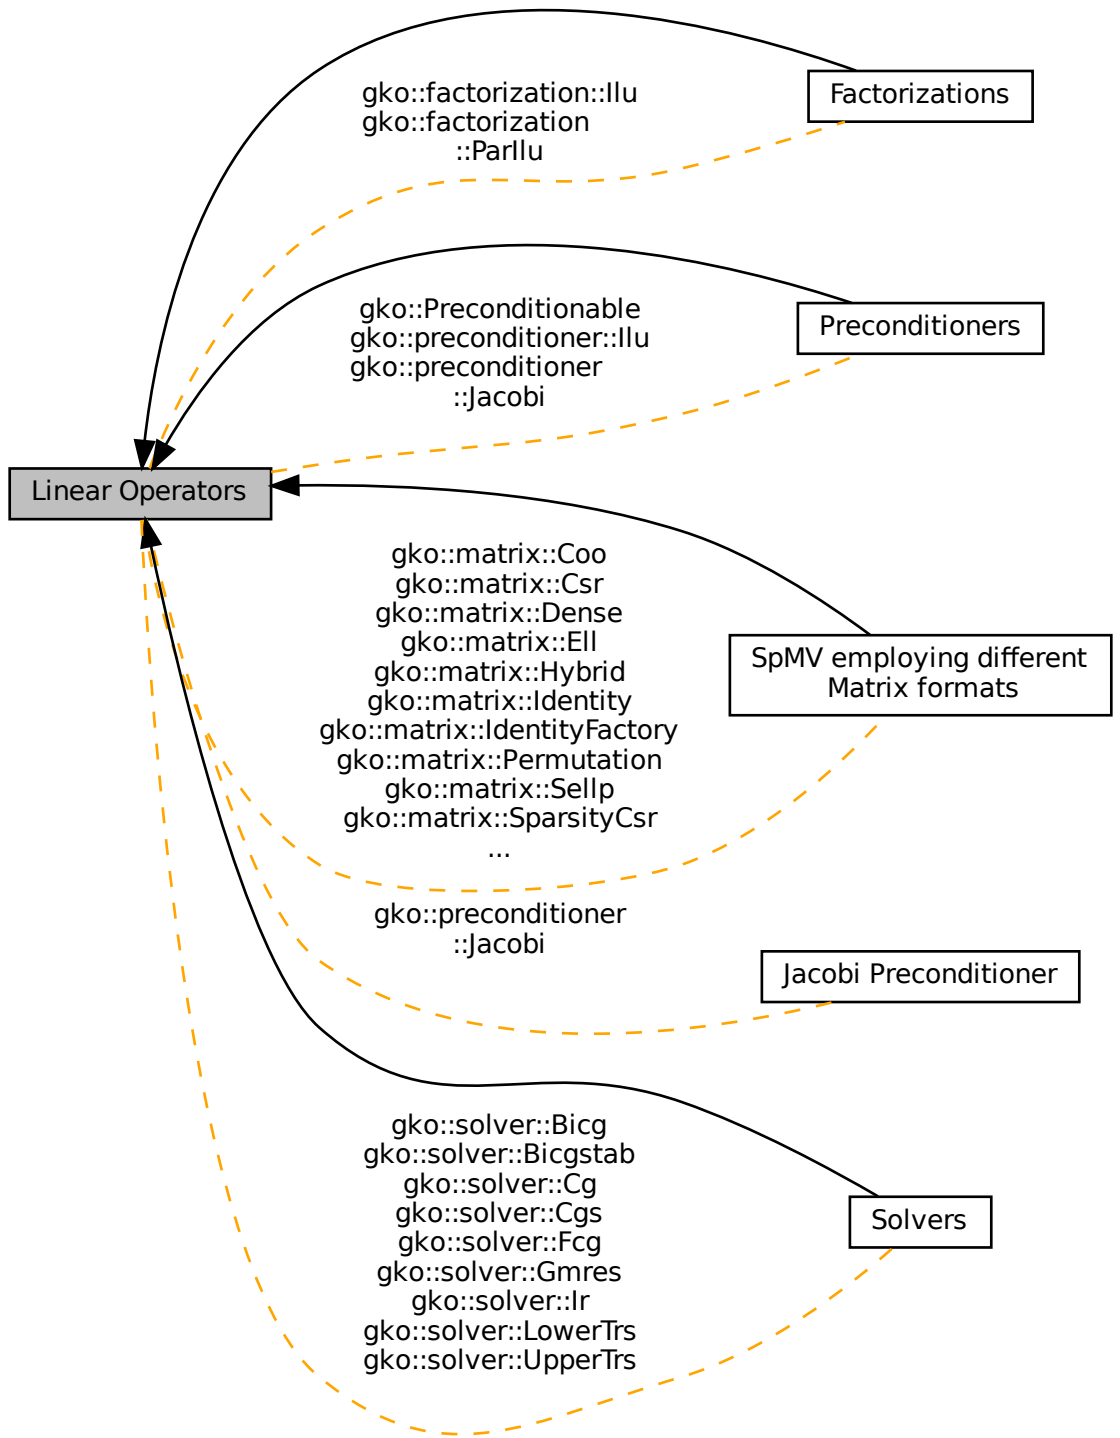 gko::factorization::Ilu
gko::factorization
::ParIlu
Factorizations
gko::Preconditionable
gko::preconditioner::Ilu
gko::preconditioner
::Jacobi
Preconditioners
Linear Operators
gko::matrix::Coo
gko::matrix::Csr
gko::matrix::Dense
gko::matrix::Ell
gko::matrix::Hybrid
gko::matrix::Identity
gko::matrix::IdentityFactory
gko::matrix::Permutation
gko::matrix::Sellp
gko::matrix::SparsityCsr
...
SpMV employing different
Matrix formats
gko::preconditioner
::Jacobi
Jacobi Preconditioner
gko::solver::Bicg
gko::solver::Bicgstab
gko::solver::Cg
gko::solver::Cgs
gko::solver::Fcg
gko::solver::Gmres
gko::solver::Ir
gko::solver::LowerTrs
gko::solver::UpperTrs
Solvers